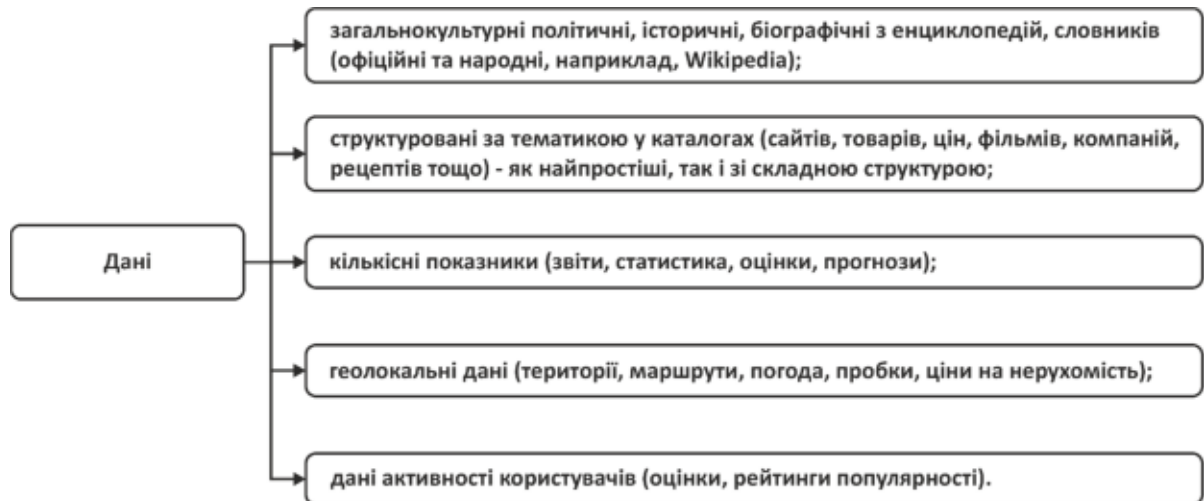 загальнокультурні політичні, історичні, біографічні з енциклопедій, словників
(офіційні та народні, наприклад, Wikipedia);
структуровані за тематикою у каталогах (сайтів, товарів, цін, фільмів, компаній,
рецептів тощо) - як найпростіші, так і зі складною структурою;
Дані
кількісні показники (звіти, статистика, оцінки, прогнози);
геолокальні дані (території, маршрути, погода, пробки, ціни на нерухомість);
дані активності користувачів (оцінки, рейтинги популярності).